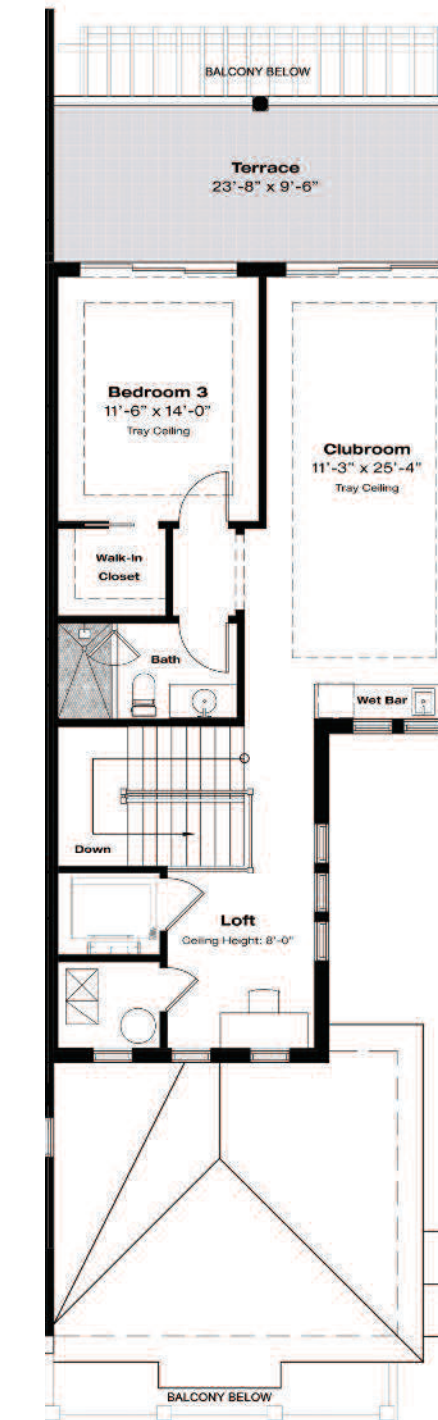 BALCONY BELOW
Terrace
23'-8" x 9'-6"
Bedroom 3
11'-6" x 14'-0"
Tray Ceiling
Clubroom
11'-3" x 25'-4"
Tray Ceiling
Walk-In
Closet
Bath
Wet Bar
Down
Loft
Ceiling Height: 8'-0"
BALCONY BELOW